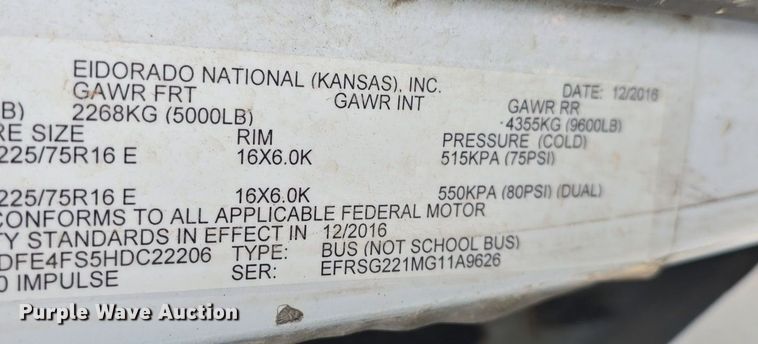 EIDORADO NATIONAL (KANSAS), INC.
DATE: 12/2016
GAWR FRT GAWR INT GAWR RR
B) 2268KG (5000LB) 4355KG (9600LB)
RE SIZE RIM PRESSURE (COLD)
225/75R16 E 16X6.0K 515KPA (75PSI)
225/75R16 E 16X6.0K 550KPA (80PSI) (DUAL)
CONFORMS TO ALL APPLICABLE FEDERAL MOTOR
TY STANDARDS IN EFFECT IN 12/2016
DFE4FS5HDC22206 TYPE: BUS (NOT SCHOOL BUS)
0 IMPULSE SER: EFRSG221MG11A9626
Purple Wave Auction